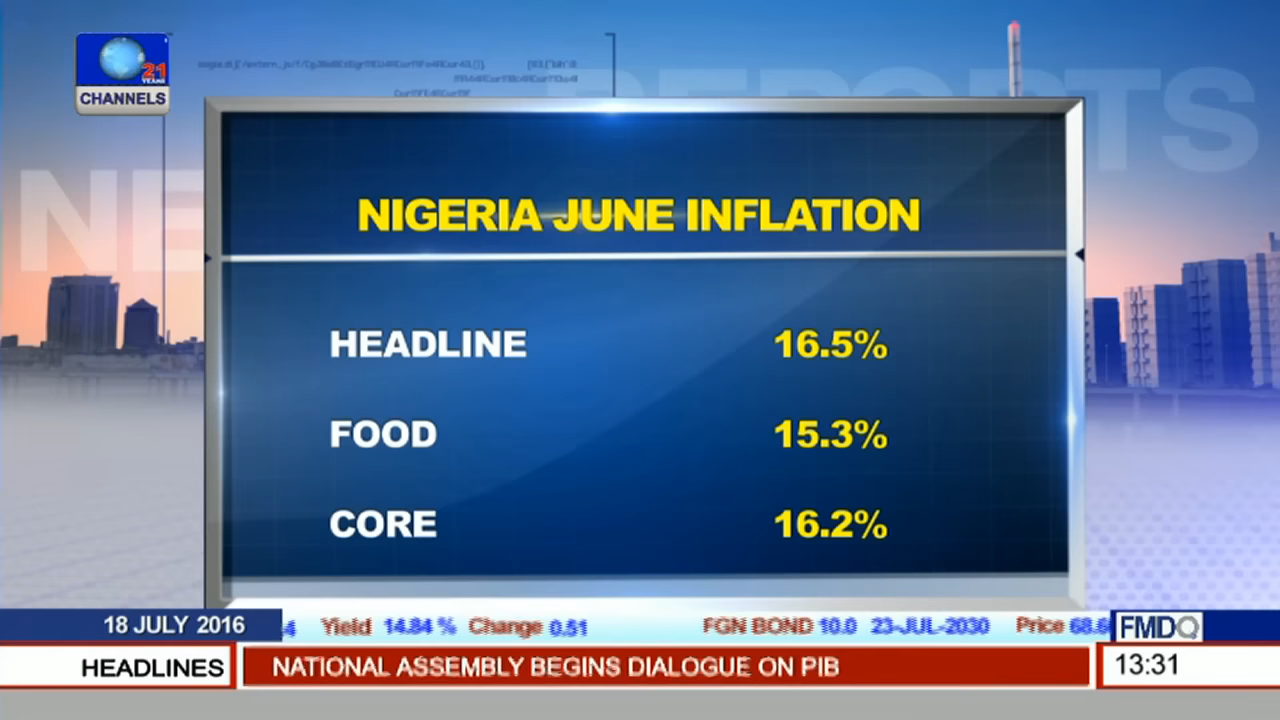 21
YEARS
CHANNELS
NIGERIA JUNE INFLATION
HEADLINE 16.5%
FOOD 15.3%
CORE 16.2%
18 JULY 2016
Yield 14.84 % Change 0.51 FGN BOND 10.0 23-JUL-2030 Price
FMDQ
HEADLINES
NATIONAL ASSEMBLY BEGINS DIALOGUE ON PIB
13:31